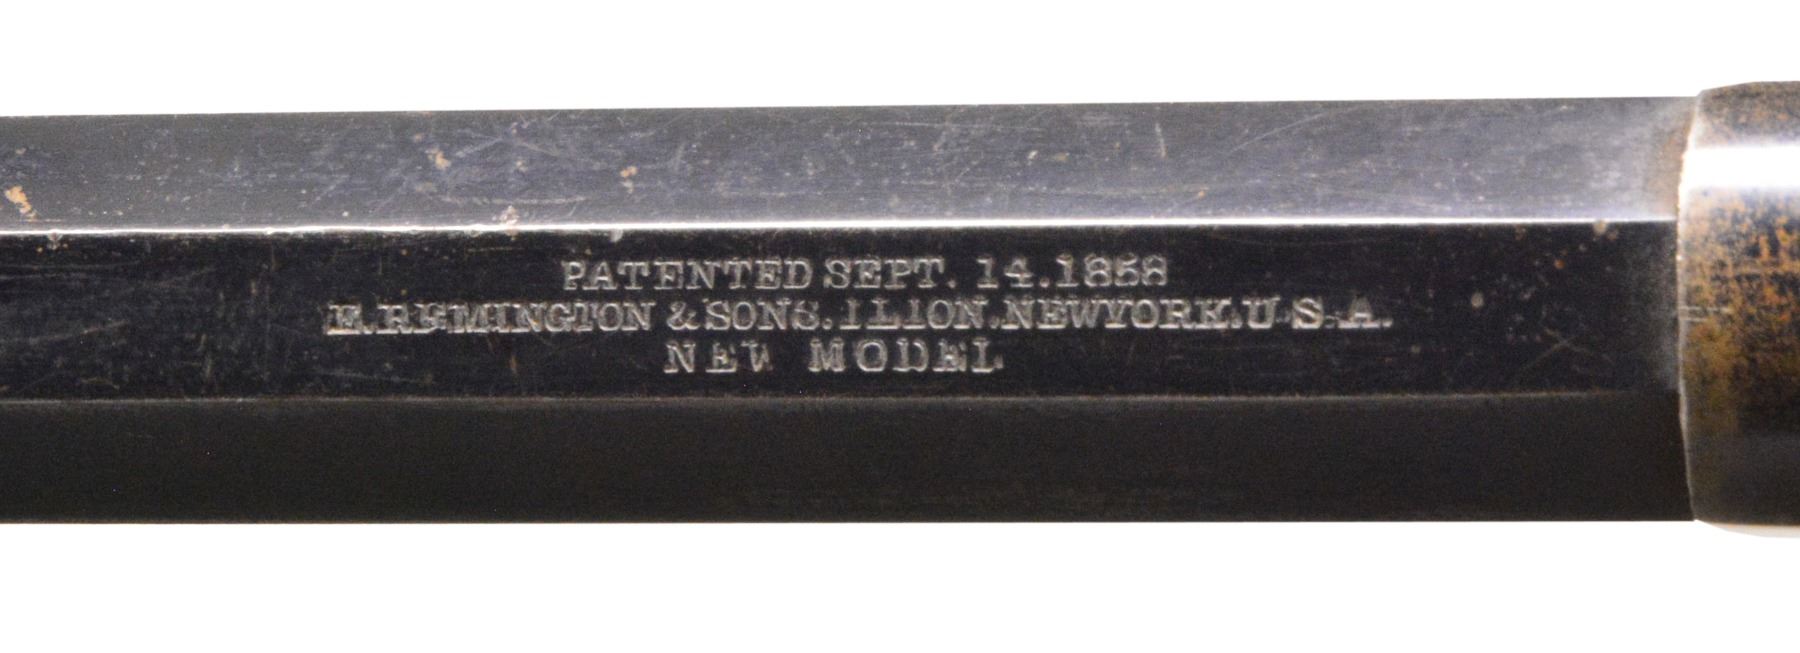 PATENTED SEPT. 14.1858
E.REMINGTON & SONS.ILION.NEWYORK.U.S.A.
NEW MODEL